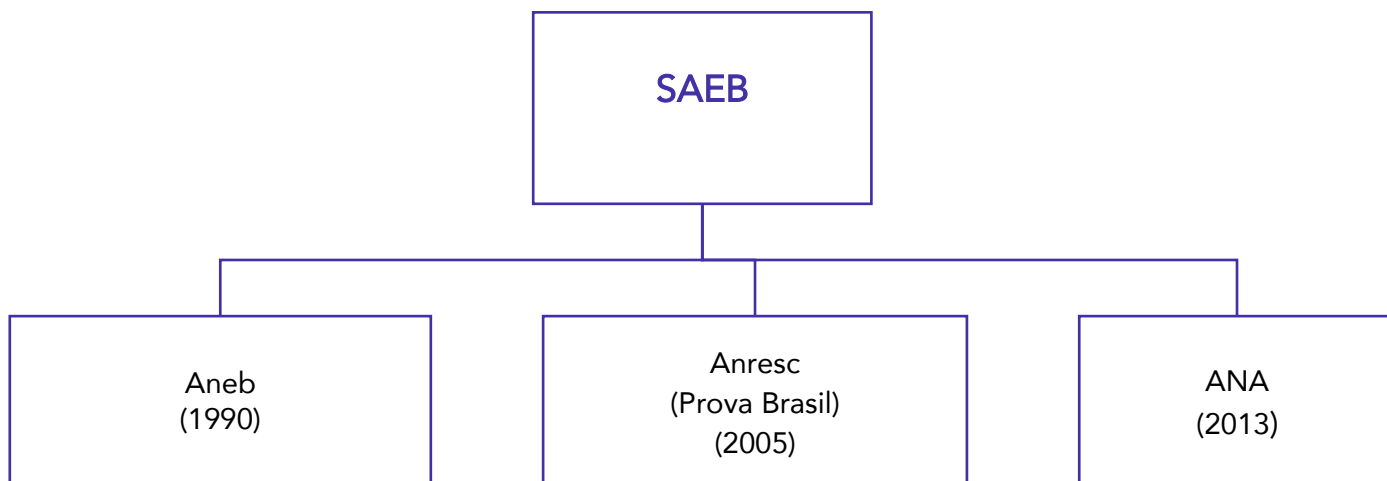 SAEB
Aneb
(1990)
Anresc
(Prova Brasil)
(2005)
ANA
(2013)